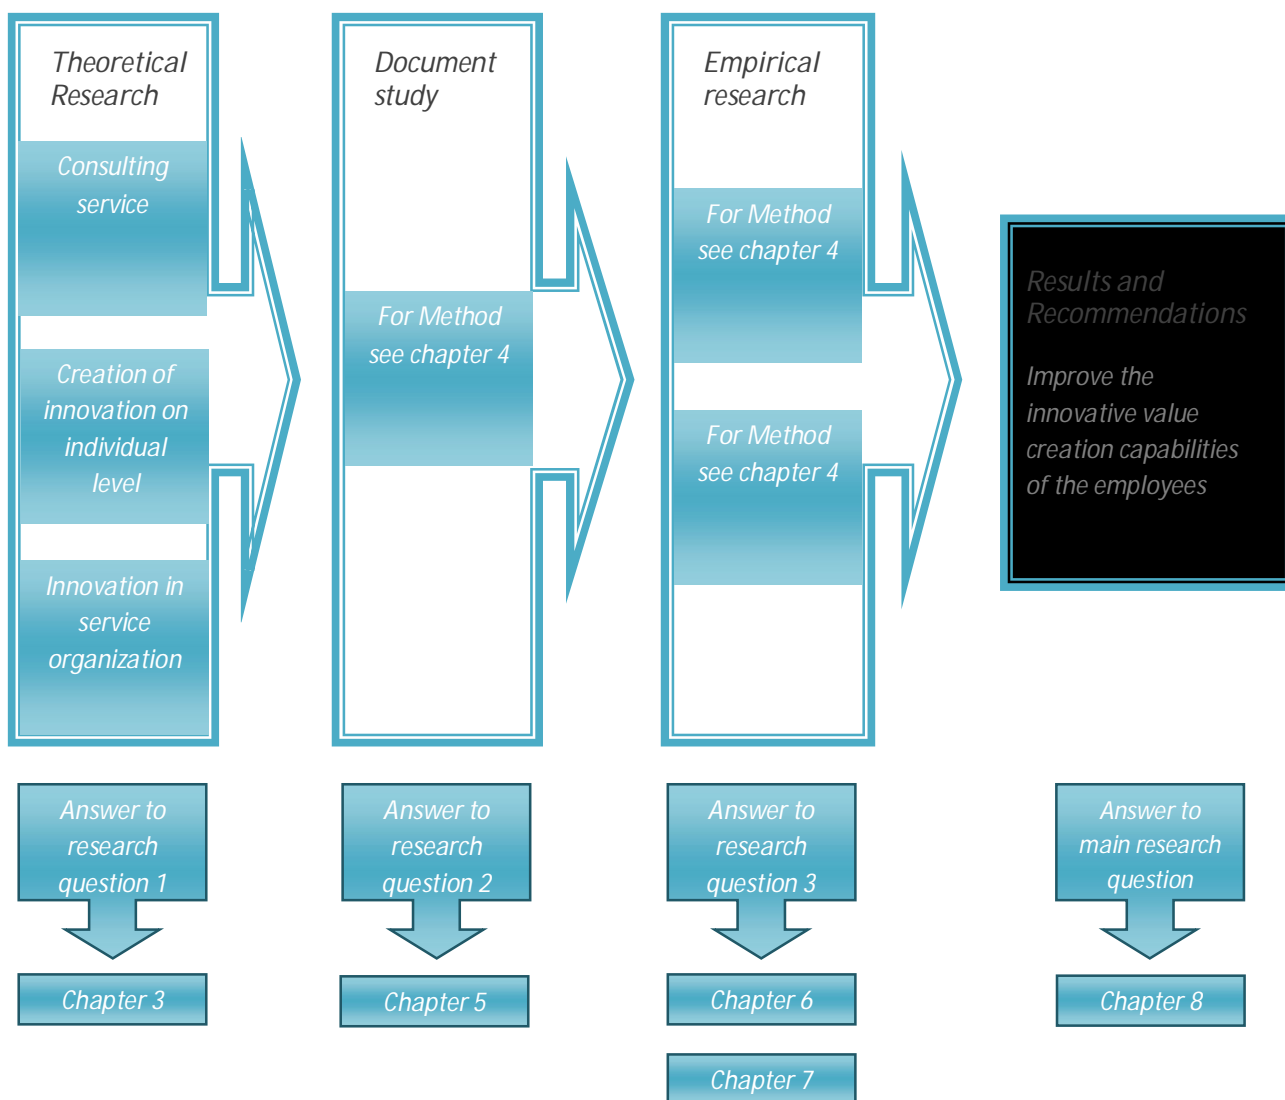 Theoretical
Research
Consulting
service
Creation of
innovation on
individual
level
Innovation in
service
organization
Document
study
For Method
see chapter 4
Empirical
research
For Method
see chapter 4
For Method
see chapter 4
Results and
Recommendations
Improve the
innovative value
creation capabilities
of the employees
Answer to
research
question 1
Chapter 3
Answer to
research
question 2
Chapter 5
Answer to
research
question 3
Chapter 6
Chapter 7
Answer to
main research
question
Chapter 8